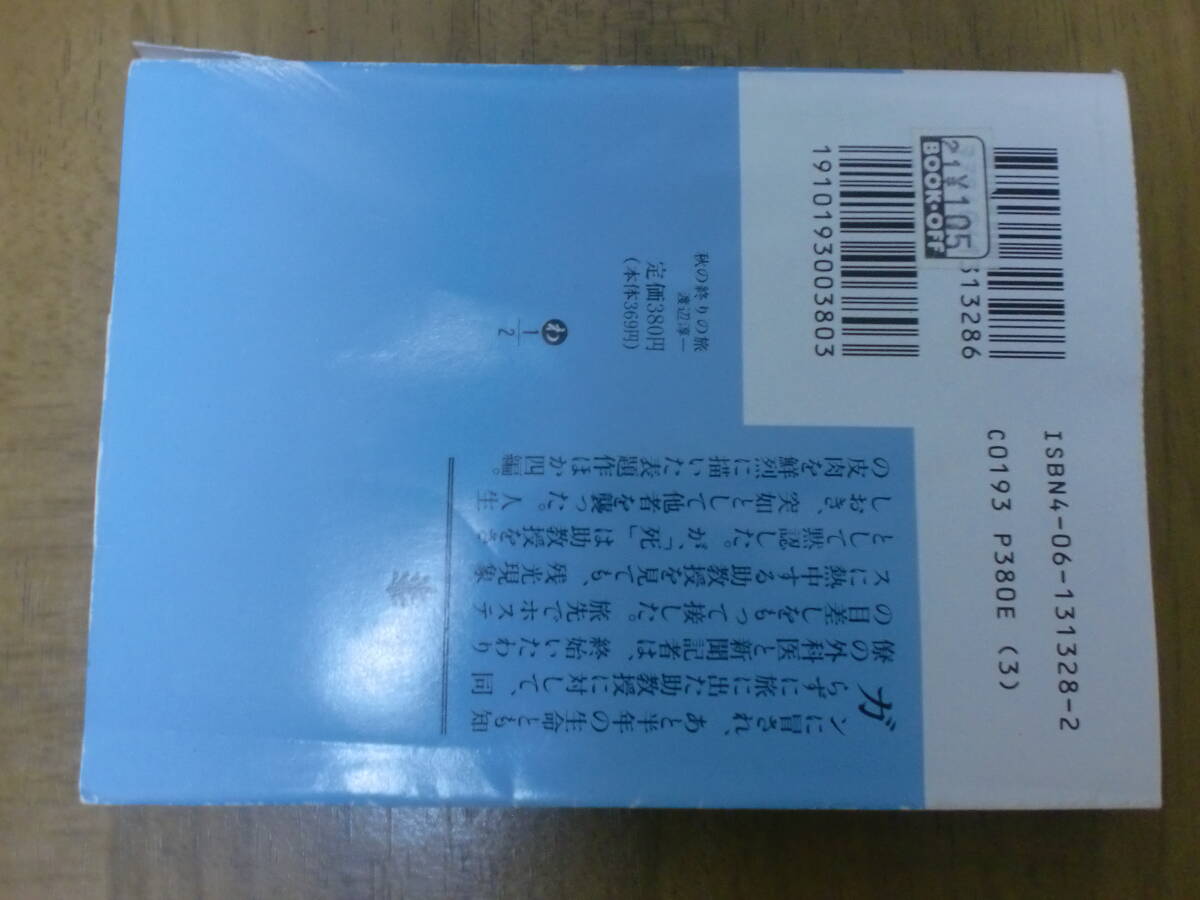 ISBN4-06-131328-2
C0193 P380E (3)
313286
1910193003803
21¥105
BOOK・OFF
秋の終りの旅
渡辺淳一
定価380円
(本体369円)
わ
1
2
ガンに冒され、あと半年の生命とも知
らずに旅に出た助教授に対して、同
僚の外科医と新聞記者は、終始いたわり
の目差しをもって接した。旅先でホステ
スに熱中する助教授を見ても、残光現象
として黙認した。が、「死」は助教授をさ
しおき、突如として他者を襲った。人生
の皮肉を鮮烈に描いた表題作ほか四編。